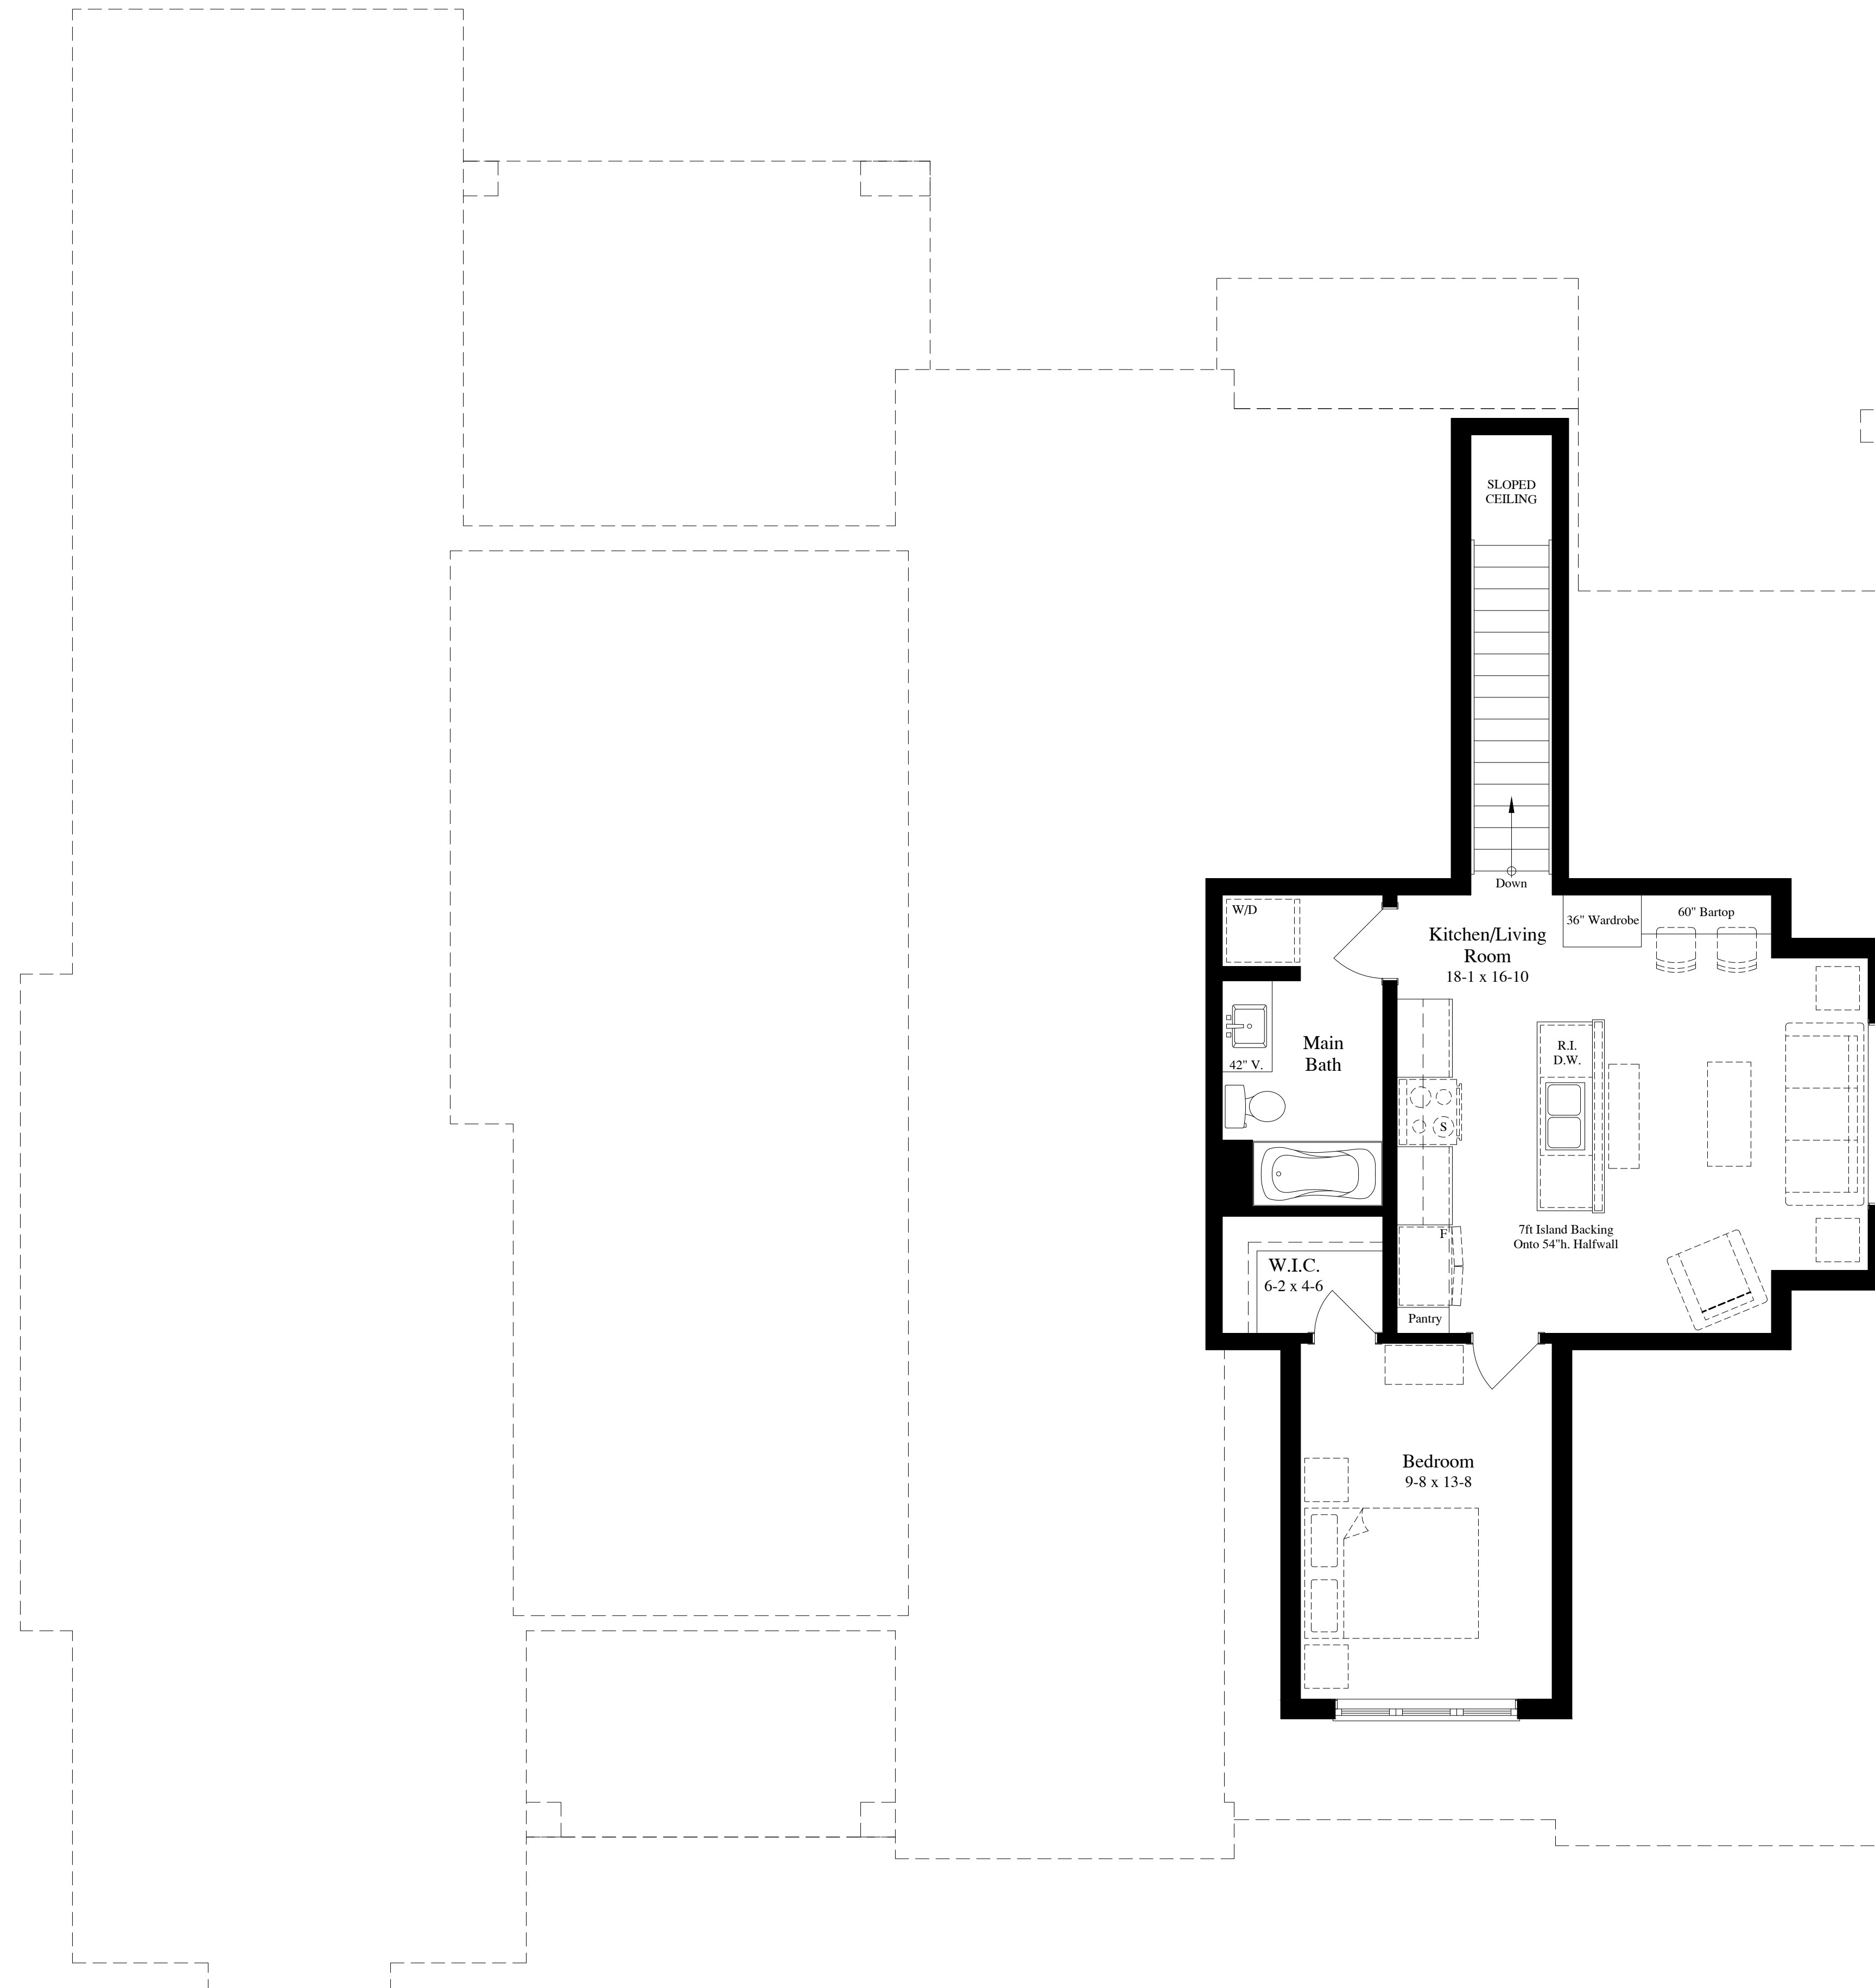 SLOPED
CEILING
Down
W/D
36" Wardrobe
60" Bartop
Kitchen/Living
Room
18-1 x 16-10
Main
Bath
42" V.
R.I.
D.W.
S
7ft Island Backing
Onto 54"h. Halfwall
F
W.I.C.
6-2 x 4-6
Pantry
Bedroom
9-8 x 13-8